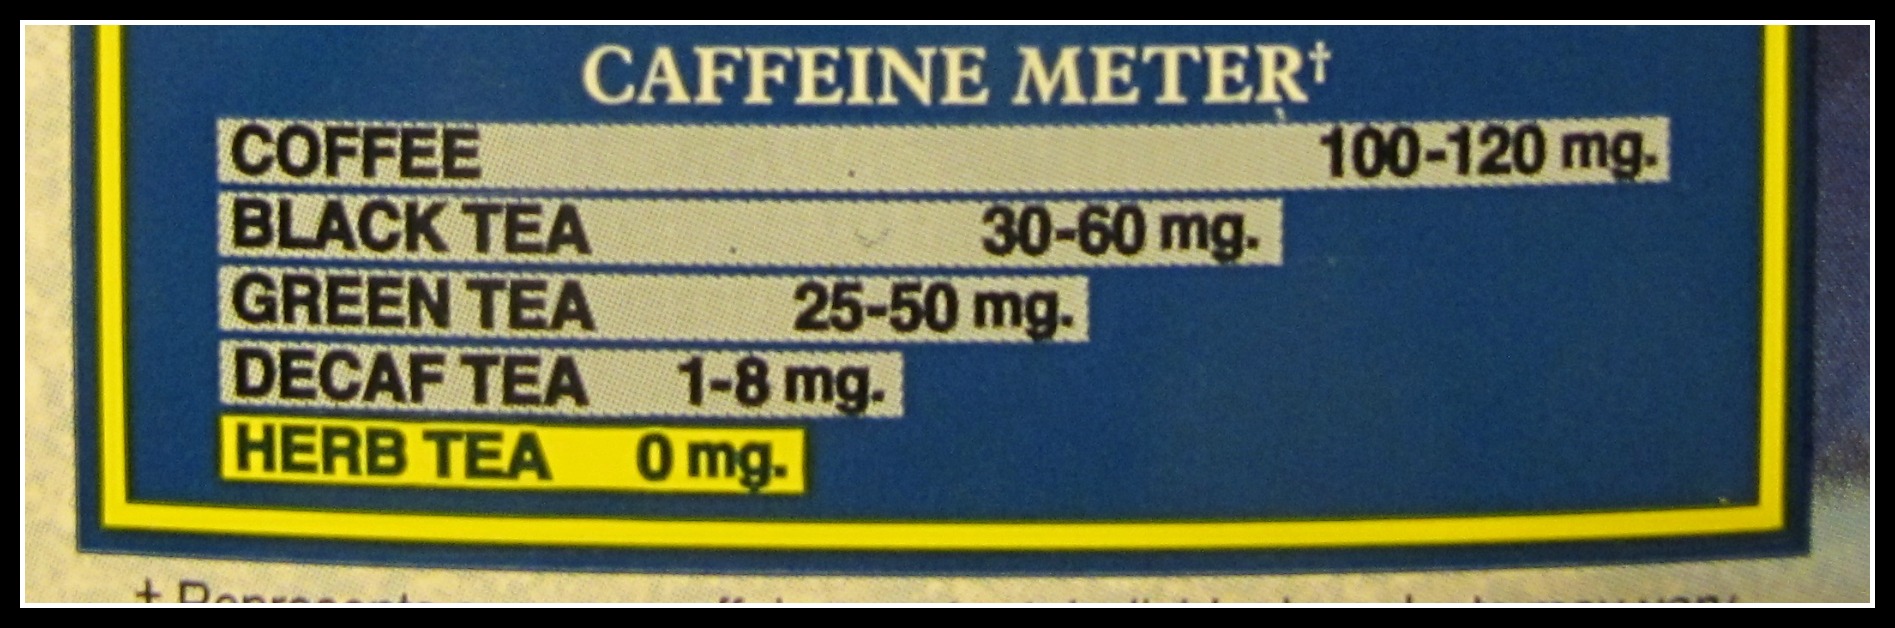 CAFFEINE METER†
COFFEE 100-120 mg.
BLACK TEA 30-60 mg.
GREEN TEA 25-50 mg.
DECAF TEA 1-8 mg.
HERB TEA 0 mg.
† Represents